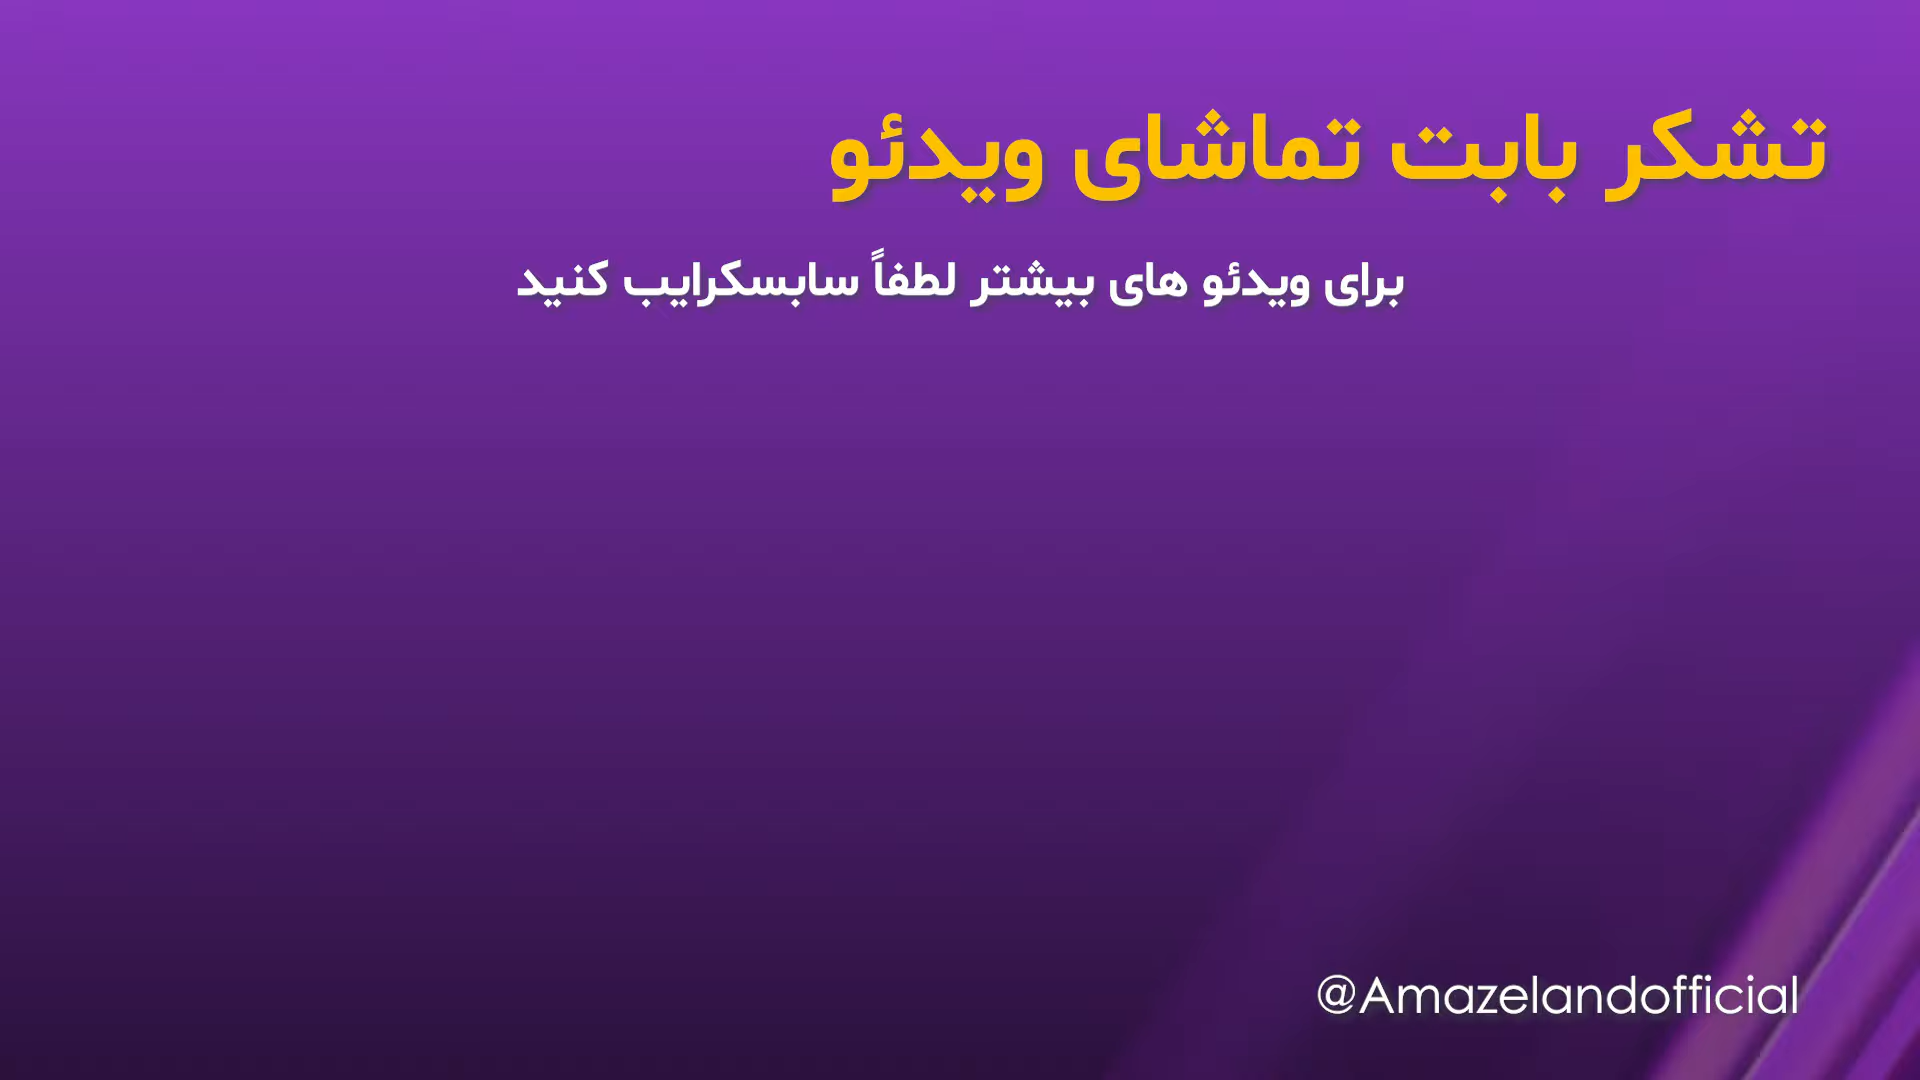 تشکر بابت تماشای ویدئو
برای ویدئو های بیشتر لطفاً سابسکرایب کنید
@Amazelandofficial